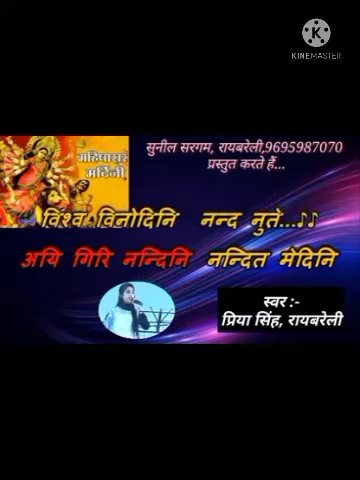 KINEMASTER
सुनील सरगम, रायबरेली,9695987070
प्रस्तुत करते हैं...
महिषासुर
मर्दिनी
विश्व विनोदिनि नन्द नुते...♪♪
अयि गिरि नन्दिनि नन्दित मेदिनि
स्वर :-
प्रिया सिंह, रायबरेली